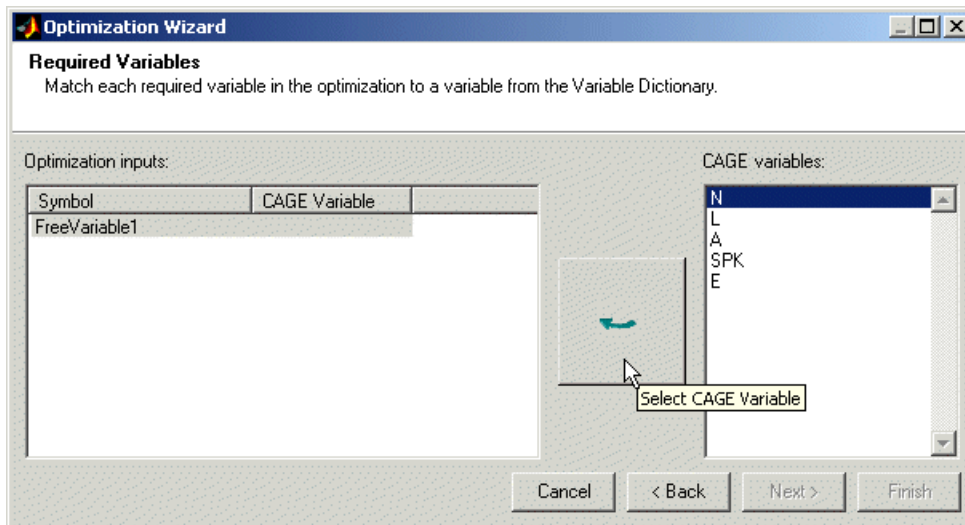 Optimization Wizard
Required Variables
Match each required variable in the optimization to a variable from the Variable Dictionary.
Optimization inputs:
CAGE variables:
Symbol CAGE Variable
FreeVariable1
N
L
A
SPK
E
Select CAGE Variable
Cancel
< Back
Next >
Finish